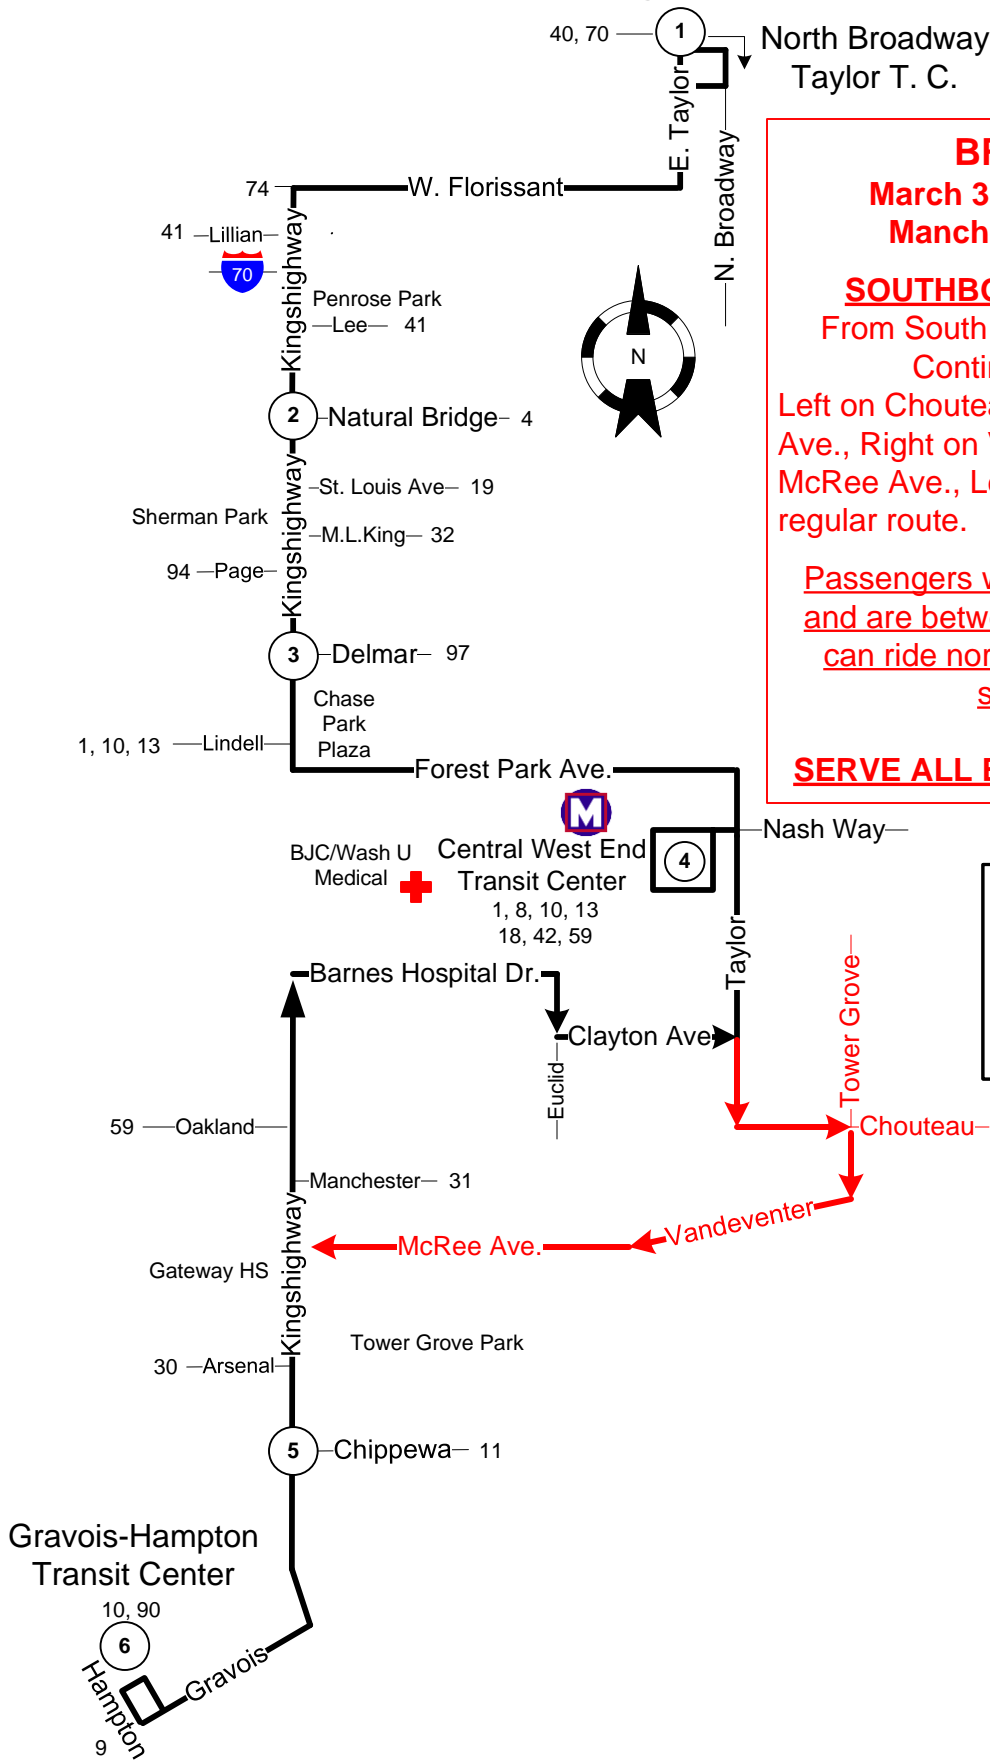 40, 70
1
North Broadway
Taylor T. C.
E. Taylor
N. Broadway
W. Florissant
74
41
Lillian
70
Kingshighway
Penrose Park
Lee
41
N
2
Natural Bridge
4
Kingshighway
St. Louis Ave
19
Sherman Park
M.L.King
32
94
Page
3
Delmar
97
Chase
Park
Plaza
1, 10, 13
Lindell
Forest Park Ave.
M
Nash Way
4
BJC/Wash U
Medical
Central West End
Transit Center
1, 8, 10, 13
18, 42, 59
Taylor
Barnes Hospital Dr.
Clayton Ave
Euclid
Tower Grove
Chouteau
59
Oakland
Manchester
31
Vandeventer
McRee Ave.
Kingshighway
Gateway HS
Tower Grove Park
30
Arsenal
5
Chippewa
11
Gravois-Hampton
Transit Center
10, 90
6
Hampton
Gravois
9
March 3
Manch
SOUTHBO
From South
Conti
Left on Choutea
Ave., Right on
McRee Ave., L
regular route.
Passengers
and are betw
can ride nor
s
SERVE ALL